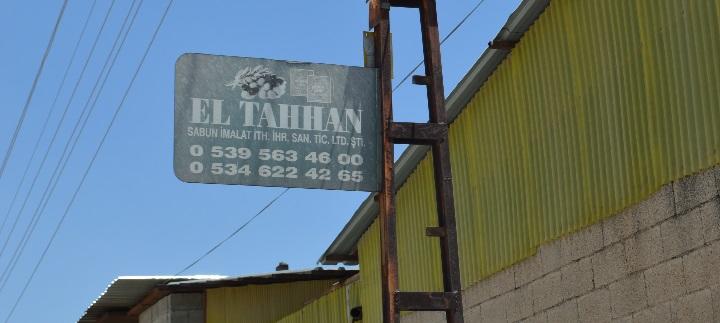 EL TAHHAN
SABUN İMALAT İTH. İHR. SAN. TİC. LTD. ŞTİ.
0 539 563 46 00
0 534 622 42 65